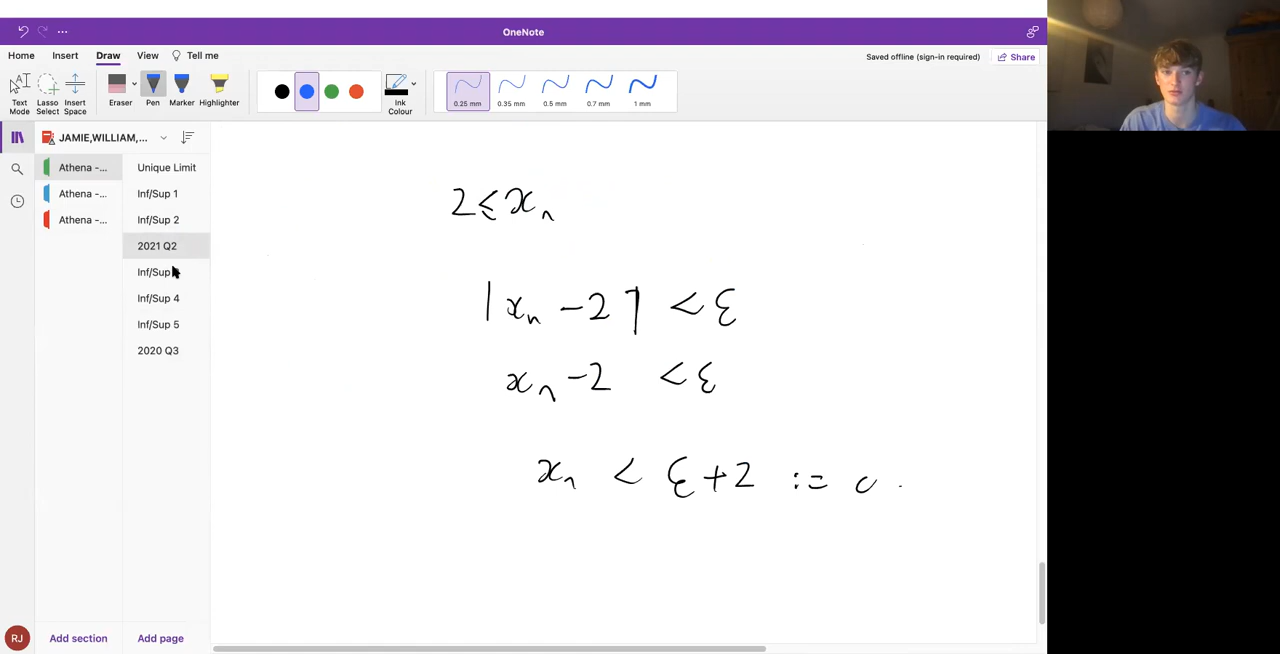 OneNote
Home Insert Draw View Tell me
Saved offline (sign-in required) Share
Text Mode
Lasso Select
Insert Space
Eraser
Pen
Marker
Highlighter
Ink Colour
0.25 mm
0.35 mm
0.5 mm
0.7 mm
1 mm
JAMIE,WILLIAM,...
Athena -...
Athena -...
Athena -...
Unique Limit
Inf/Sup 1
Inf/Sup 2
2021 Q2
Inf/Sup
Inf/Sup 4
Inf/Sup 5
2020 Q3
2 ≤ xₙ
|xₙ - 2| < ε
xₙ - 2 < ε
xₙ < ε + 2 := c .
RJ
Add section
Add page